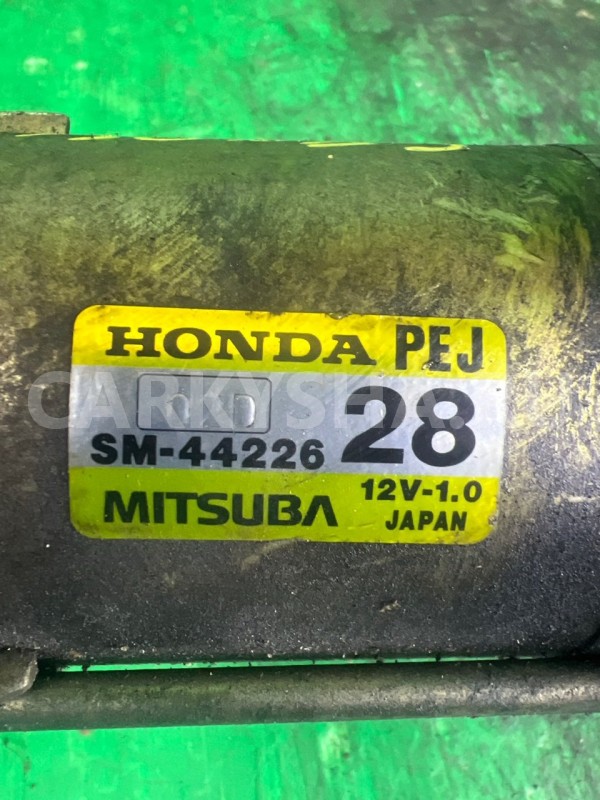 HONDA PEJ
28
SM-44226
MITSUBA
12V-1.0
JAPAN